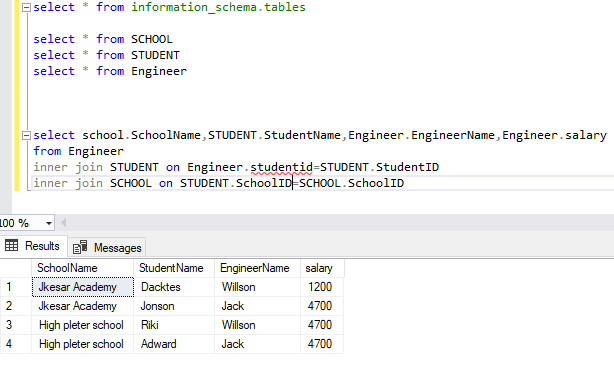 select * from information_schema.tables
select * from SCHOOL
select * from STUDENT
select * from Engineer
select school.SchoolName,STUDENT.StudentName,Engineer.EngineerName,Engineer.salary
from Engineer
inner join STUDENT on Engineer.studentid=STUDENT.StudentID
inner join SCHOOL on STUDENT.SchoolID=SCHOOL.SchoolID
100 %
Results Messages
SchoolName StudentName EngineerName salary
1 Jkesar Academy Dacktes Willson 1200
2 Jkesar Academy Jonson Jack 4700
3 High pleter school Riki Willson 4700
4 High pleter school Adward Jack 4700